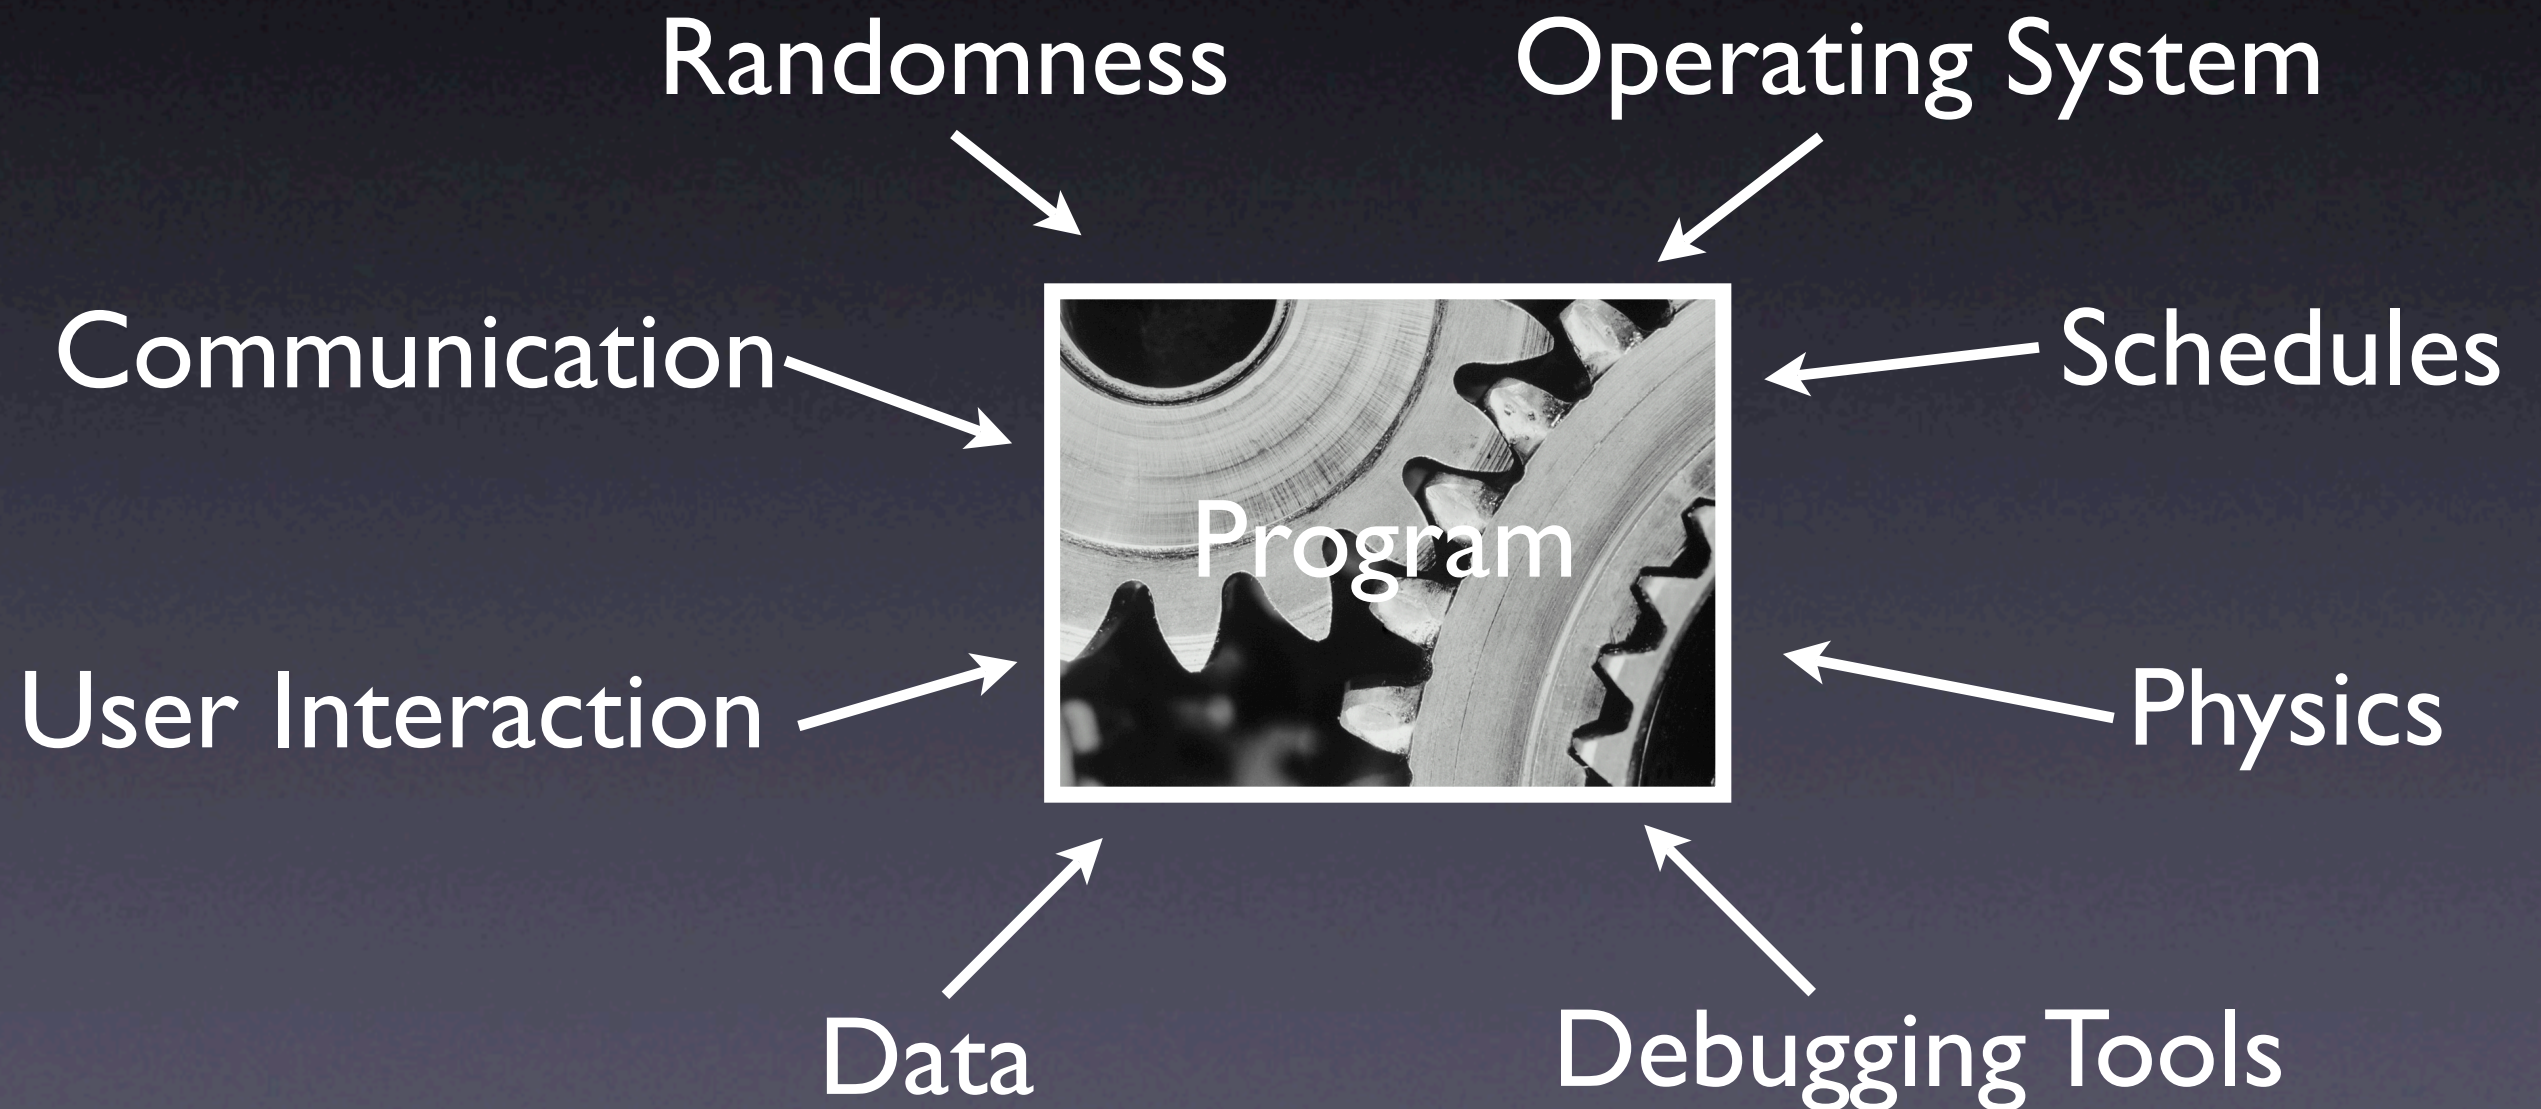 Randomness
Operating System
Communication
Schedules
Program
User Interaction
Physics
Data
Debugging Tools